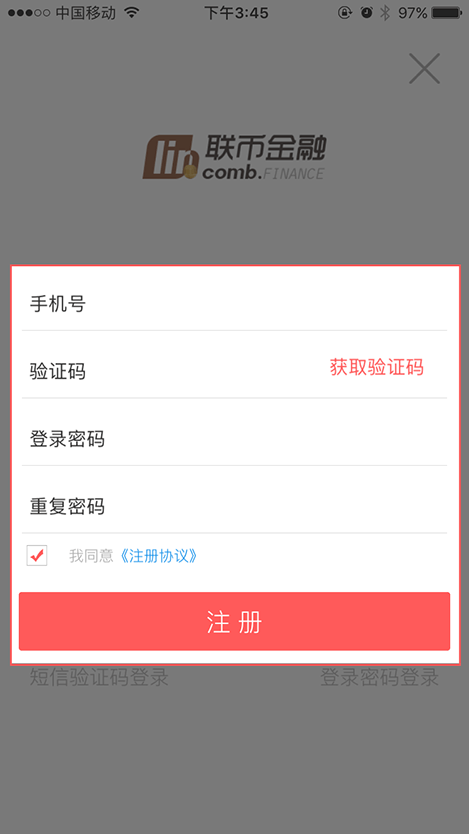 中国移动 下午3:45 97%
lin 联币金融
comb.FINANCE
手机号
验证码 获取验证码
登录密码
重复密码
我同意《注册协议》
注 册
短信验证码登录 登录密码登录